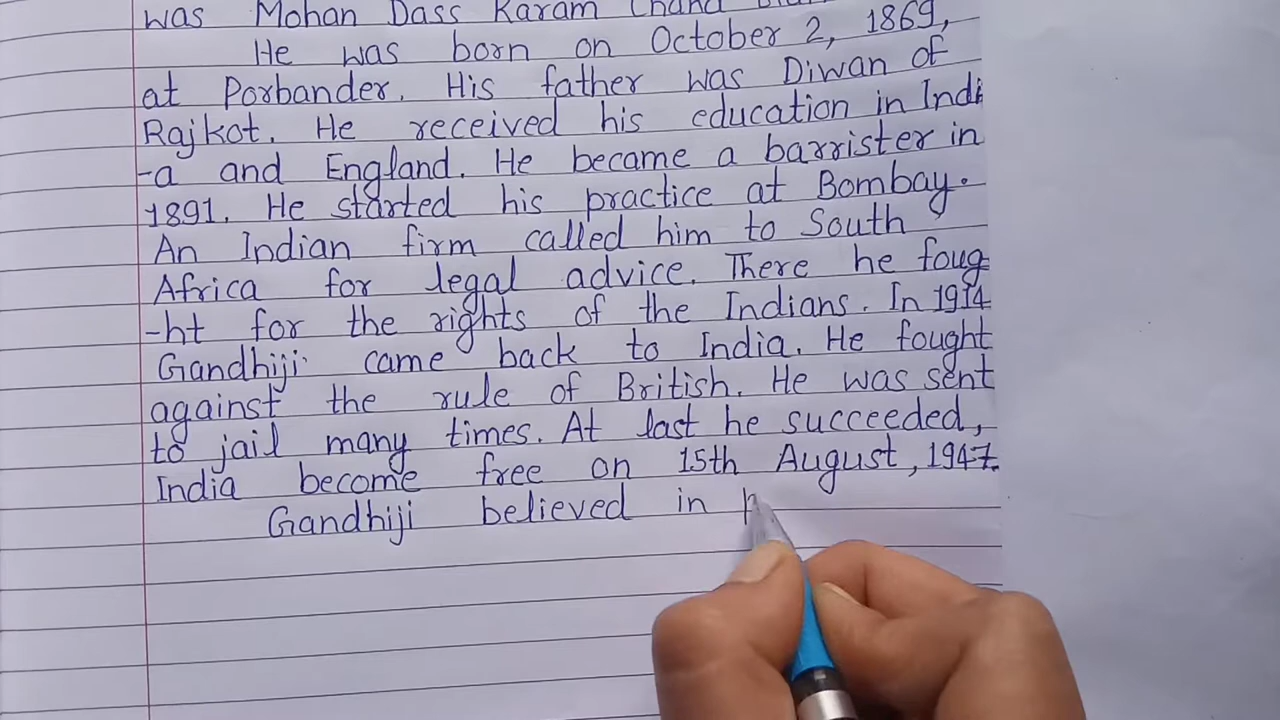 was Mohan Dass Karam Chand
He was born on October 2, 1869,
at Porbander. His father was Diwan of
Rajkot. He received his education in Indi
-a and England. He became a barrister in
1891. He started his practice at Bombay.
An Indian firm called him to South
Africa for legal advice. There he foug
-ht for the rights of the Indians. In 1914
Gandhiji came back to India. He fought
against the rule of British. He was sent
to jail many times. At last he succeeded,
India become free on 15th August, 1947.
Gandhiji believed in